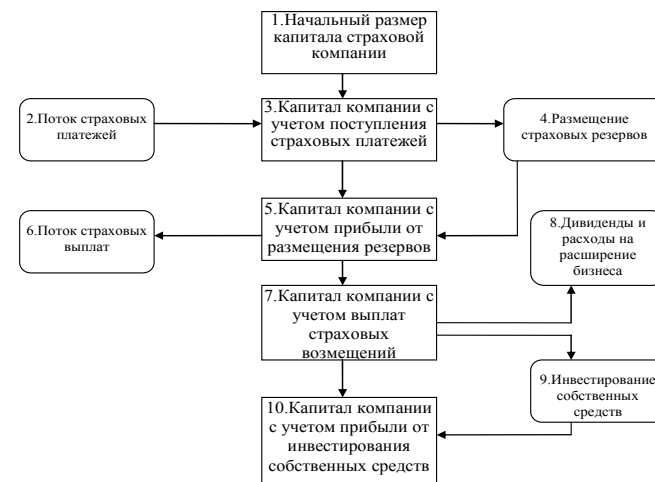 1.Начальный размер
капитала страховой
компании
2.Поток страховых
платежей
3.Капитал компании с
учетом поступления
страховых платежей
4.Размещение
страховых резервов
5.Капитал компании с
учетом прибыли от
размещения резервов
6.Поток страховых
выплат
7.Капитал компании с
учетом выплат
страховых
возмещений
8.Дивиденды и
расходы на
расширение
бизнеса
9.Инвестирование
собственных
средств
10.Капитал компании
с учетом прибыли от
инвестирования
собственных средств